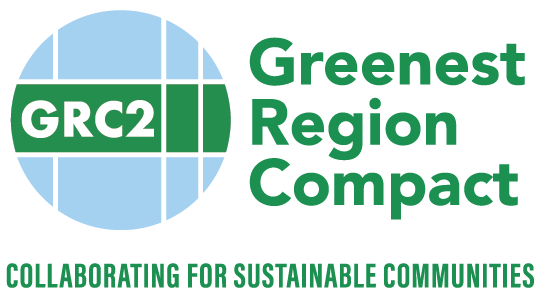 GRC2
Greenest
Region
Compact
COLLABORATING FOR SUSTAINABLE COMMUNITIES